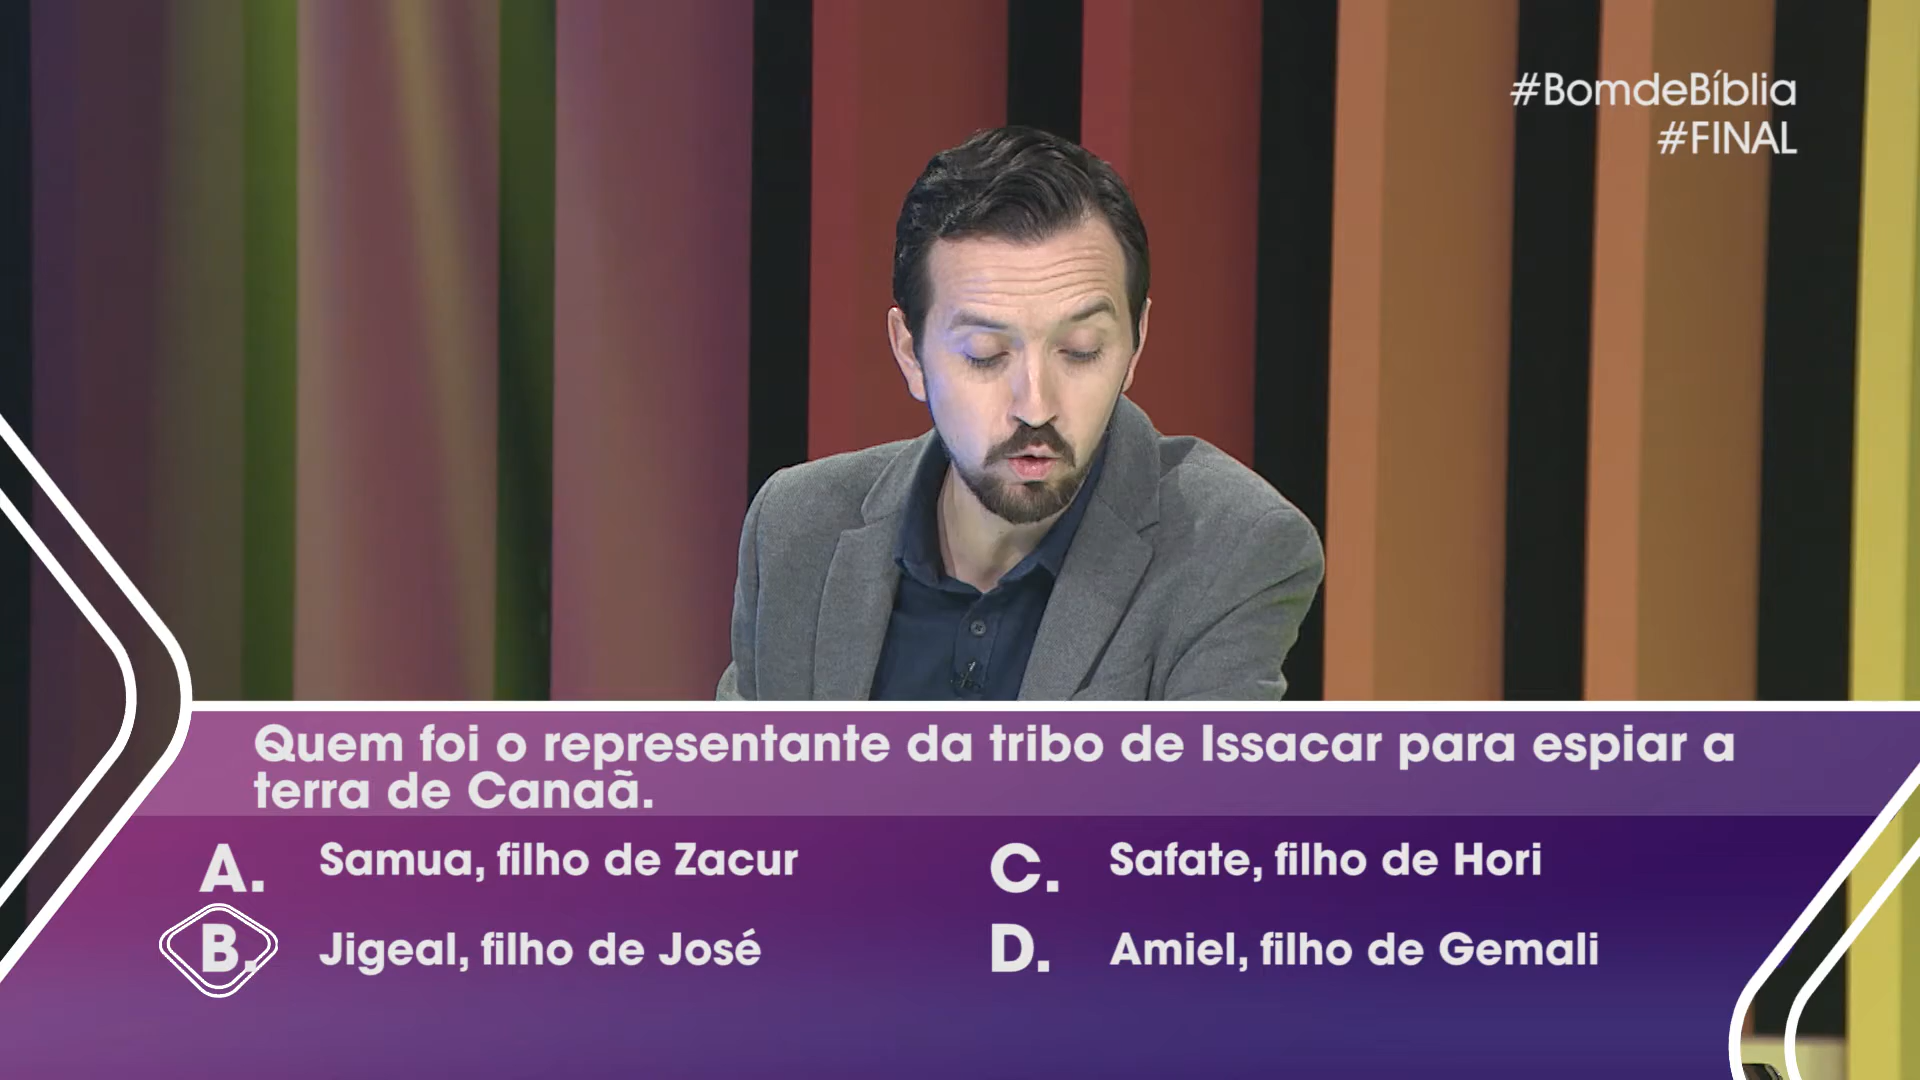 #BomdeBíblia
#FINAL
Quem foi o representante da tribo de Issacar para espiar a
terra de Canaã.
A. Samua, filho de Zacur
B. Jigeal, filho de José
C. Safate, filho de Hori
D. Amiel, filho de Gemali